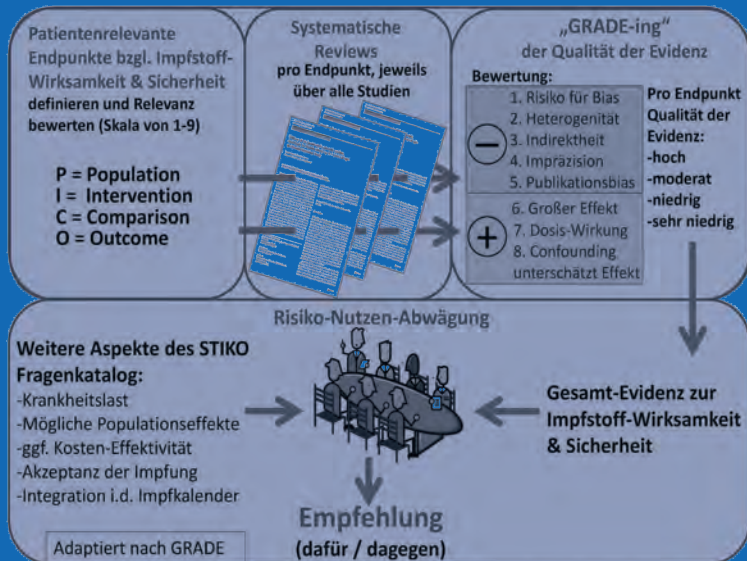 Patientenrelevante
Endpunkte bzgl. Impfstoff-
Wirksamkeit & Sicherheit
definieren und Relevanz
bewerten (Skala von 1-9)
P = Population
I = Intervention
C = Comparison
O = Outcome
Systematische
Reviews
pro Endpunkt, jeweils
über alle Studien
„GRADE-ing“
der Qualität der Evidenz
Bewertung:
1. Risiko für Bias
2. Heterogenität
3. Indirektheit
4. Impräzision
5. Publikationsbias
6. Großer Effekt
7. Dosis-Wirkung
8. Confounding
unterschätzt Effekt
Pro Endpunkt
Qualität der
Evidenz:
-hoch
-moderat
-niedrig
-sehr niedrig
Risiko-Nutzen-Abwägung
Weitere Aspekte des STIKO
Fragenkatalog:
-Krankheitslast
-Mögliche Populationseffekte
-ggf. Kosten-Effektivität
-Akzeptanz der Impfung
-Integration i.d. Impfkalender
Gesamt-Evidenz zur
Impfstoff-Wirksamkeit
& Sicherheit
Empfehlung
(dafür / dagegen)
Adaptiert nach GRADE